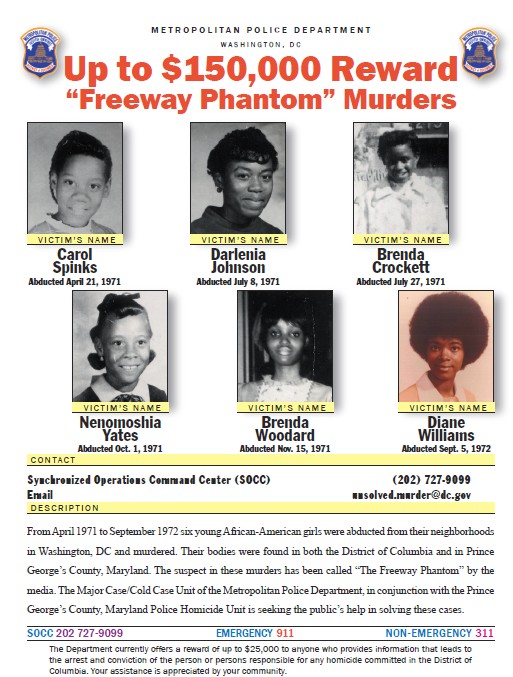 METROPOLITAN POLICE DEPARTMENT
WASHINGTON, DC
Up to $150,000 Reward
“Freeway Phantom” Murders
VICTIM'S NAME
Carol
Spinks
Abducted April 21, 1971
VICTIM'S NAME
Darlenia
Johnson
Abducted July 8, 1971
VICTIM'S NAME
Brenda
Crockett
Abducted July 27, 1971
VICTIM'S NAME
Nenomoshia
Yates
Abducted Oct. 1, 1971
VICTIM'S NAME
Brenda
Woodard
Abducted Nov. 15, 1971
VICTIM'S NAME
Diane
Williams
Abducted Sept. 5, 1972
CONTACT
Synchronized Operations Command Center (SOCC) (202) 727-9099
Email unsolved.murder@dc.gov
DESCRIPTION
From April 1971 to September 1972 six young African-American girls were abducted from their neighborhoods
in Washington, DC and murdered. Their bodies were found in both the District of Columbia and in Prince
George’s County, Maryland. The suspect in these murders has been called “The Freeway Phantom” by the
media. The Major Case/Cold Case Unit of the Metropolitan Police Department, in conjunction with the Prince
George’s County, Maryland Police Homicide Unit is seeking the public’s help in solving these cases.
SOCC 202 727-9099 EMERGENCY 911 NON-EMERGENCY 311
The Department currently offers a reward of up to $25,000 to anyone who provides information that leads to
the arrest and conviction of the person or persons responsible for any homicide committed in the District of
Columbia. Your assistance is appreciated by your community.